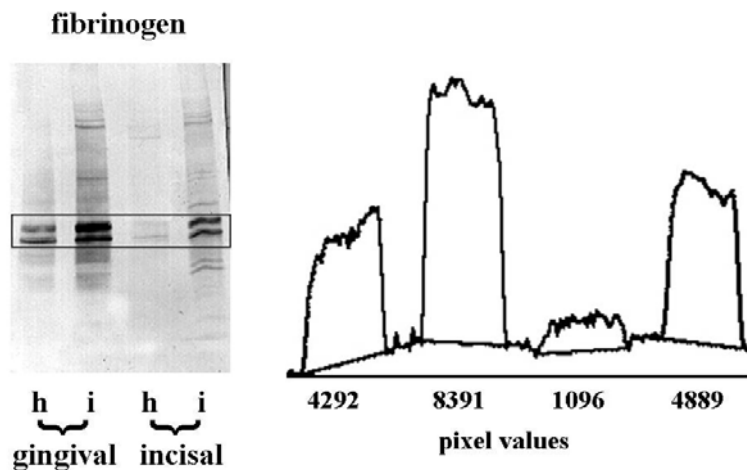 fibrinogen
h i h i
gingival incisal
4292 8391 1096 4889
pixel values